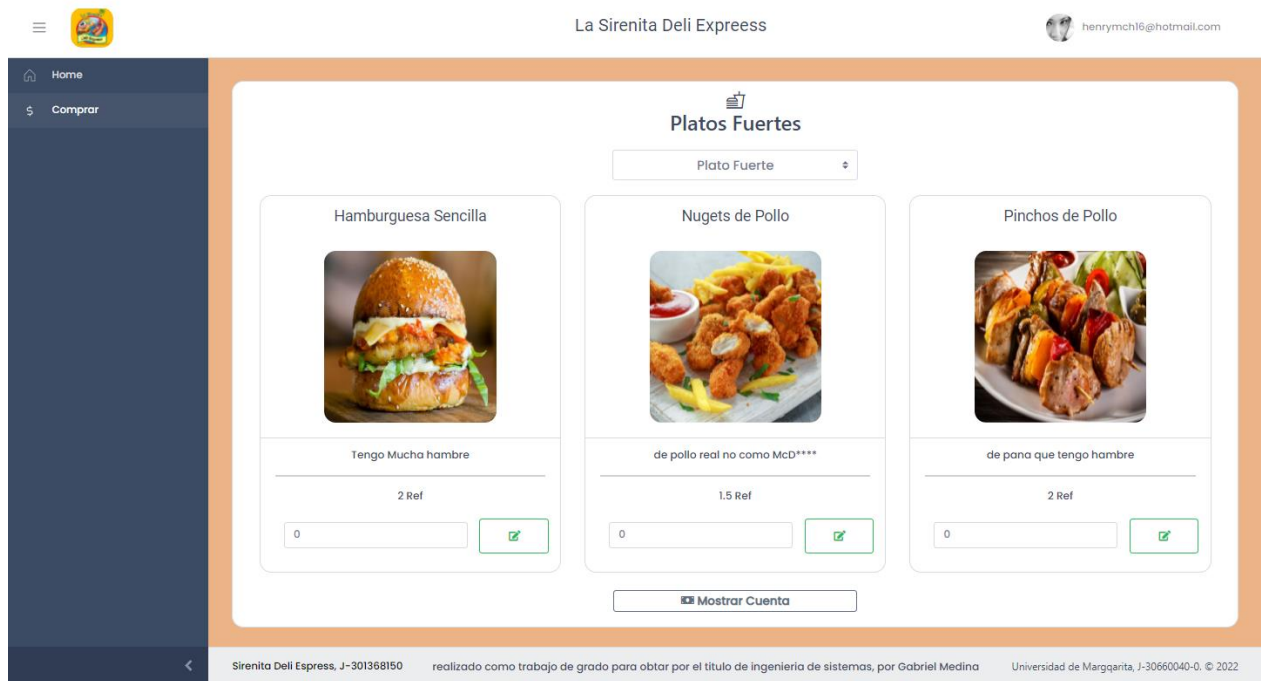 La Sirenita Deli Expreess
henrymch16@hotmail.com
Home
$ Comprar
Platos Fuertes
Plato Fuerte
Hamburguesa Sencilla
Tengo Mucha hambre
2 Ref
0
Nugets de Pollo
de pollo real no como McD****
1.5 Ref
0
Pinchos de Pollo
de pana que tengo hambre
2 Ref
0
Mostrar Cuenta
Sirenita Deli Espress, J-301368150
realizado como trabajo de grado para obtar por el titulo de ingenieria de sistemas, por Gabriel Medina
Universidad de Margqarita, J-30660040-0. © 2022